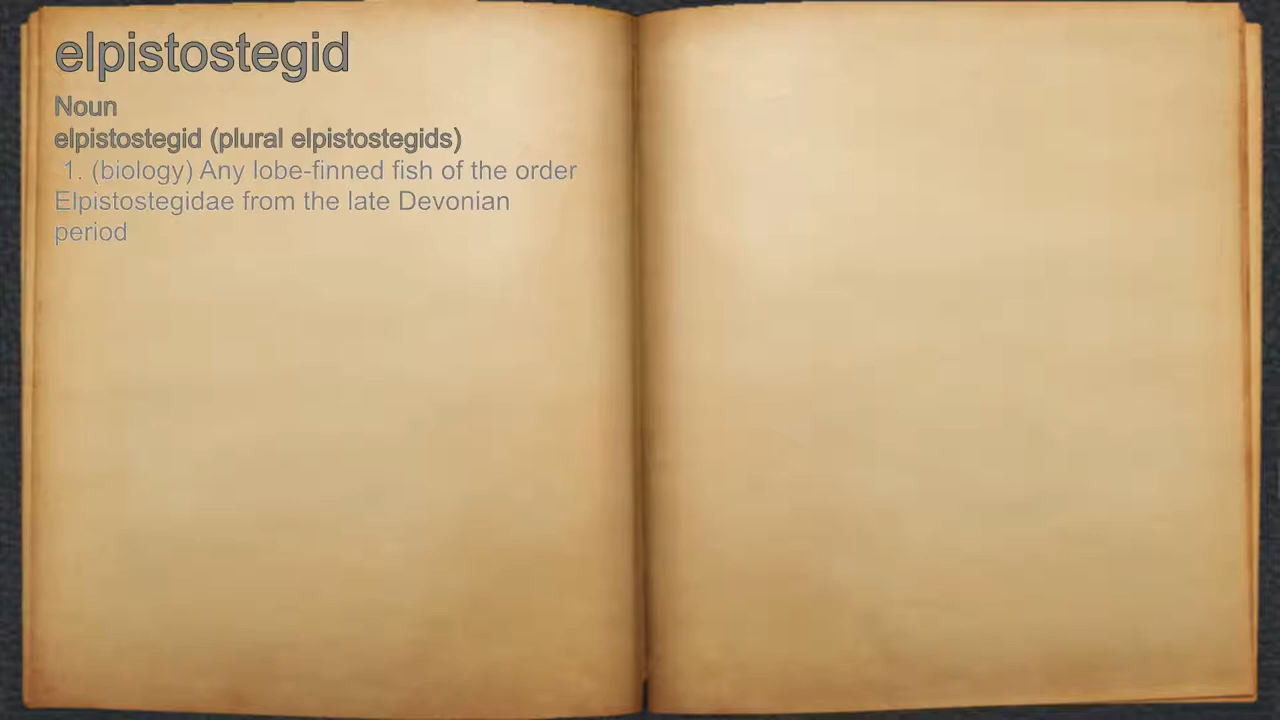 elpistostegid
Noun
elpistostegid (plural elpistostegids)
1. (biology) Any lobe-finned fish of the order
Elpistostegidae from the late Devonian
period